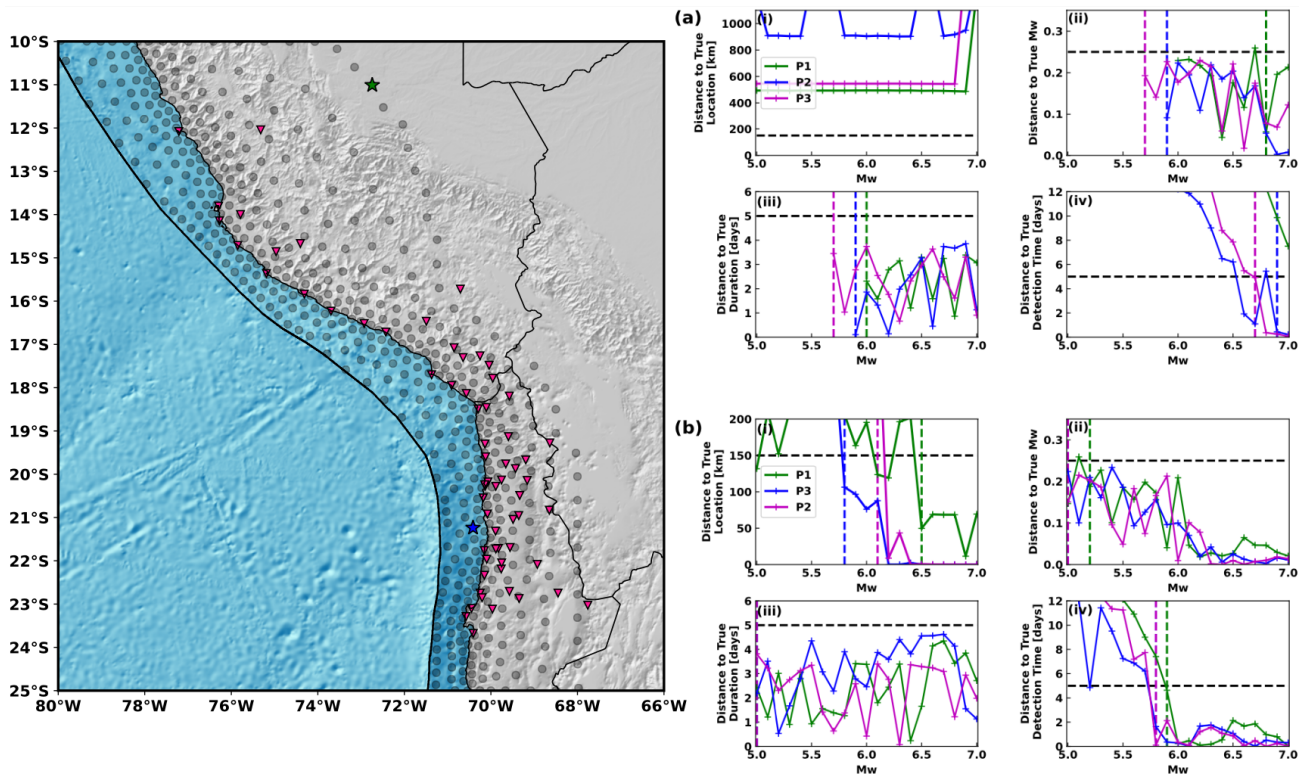 10°S
11°S
12°S
13°S
14°S
15°S
16°S
17°S
18°S
19°S
20°S
21°S
22°S
23°S
24°S
25°S
80°W 78°W 76°W 74°W 72°W 70°W 68°W 66°W
(a)
(i)
Distance to True
Location [km]
1000
800
600
400
200
0
P1
P2
P3
5.0 5.5 6.0 6.5 7.0
Mw
(ii)
Distance to True Mw
0.3
0.2
0.1
0.0
5.0 5.5 6.0 6.5 7.0
Mw
(iii)
Distance to True
Duration [days]
6
5
4
3
2
1
0
5.0 5.5 6.0 6.5 7.0
Mw
(iv)
Distance to True
Detection Time [days]
12
10
8
6
4
2
0
5.0 5.5 6.0 6.5 7.0
Mw
(b)
(i)
Distance to True
Location [km]
200
150
100
50
0
P1
P3
P2
5.0 5.5 6.0 6.5 7.0
Mw
(ii)
Distance to True Mw
0.3
0.2
0.1
0.0
5.0 5.5 6.0 6.5 7.0
Mw
(iii)
Distance to True
Duration [days]
6
5
4
3
2
1
0
5.0 5.5 6.0 6.5 7.0
Mw
(iv)
Distance to True
Detection Time [days]
12
10
8
6
4
2
0
5.0 5.5 6.0 6.5 7.0
Mw